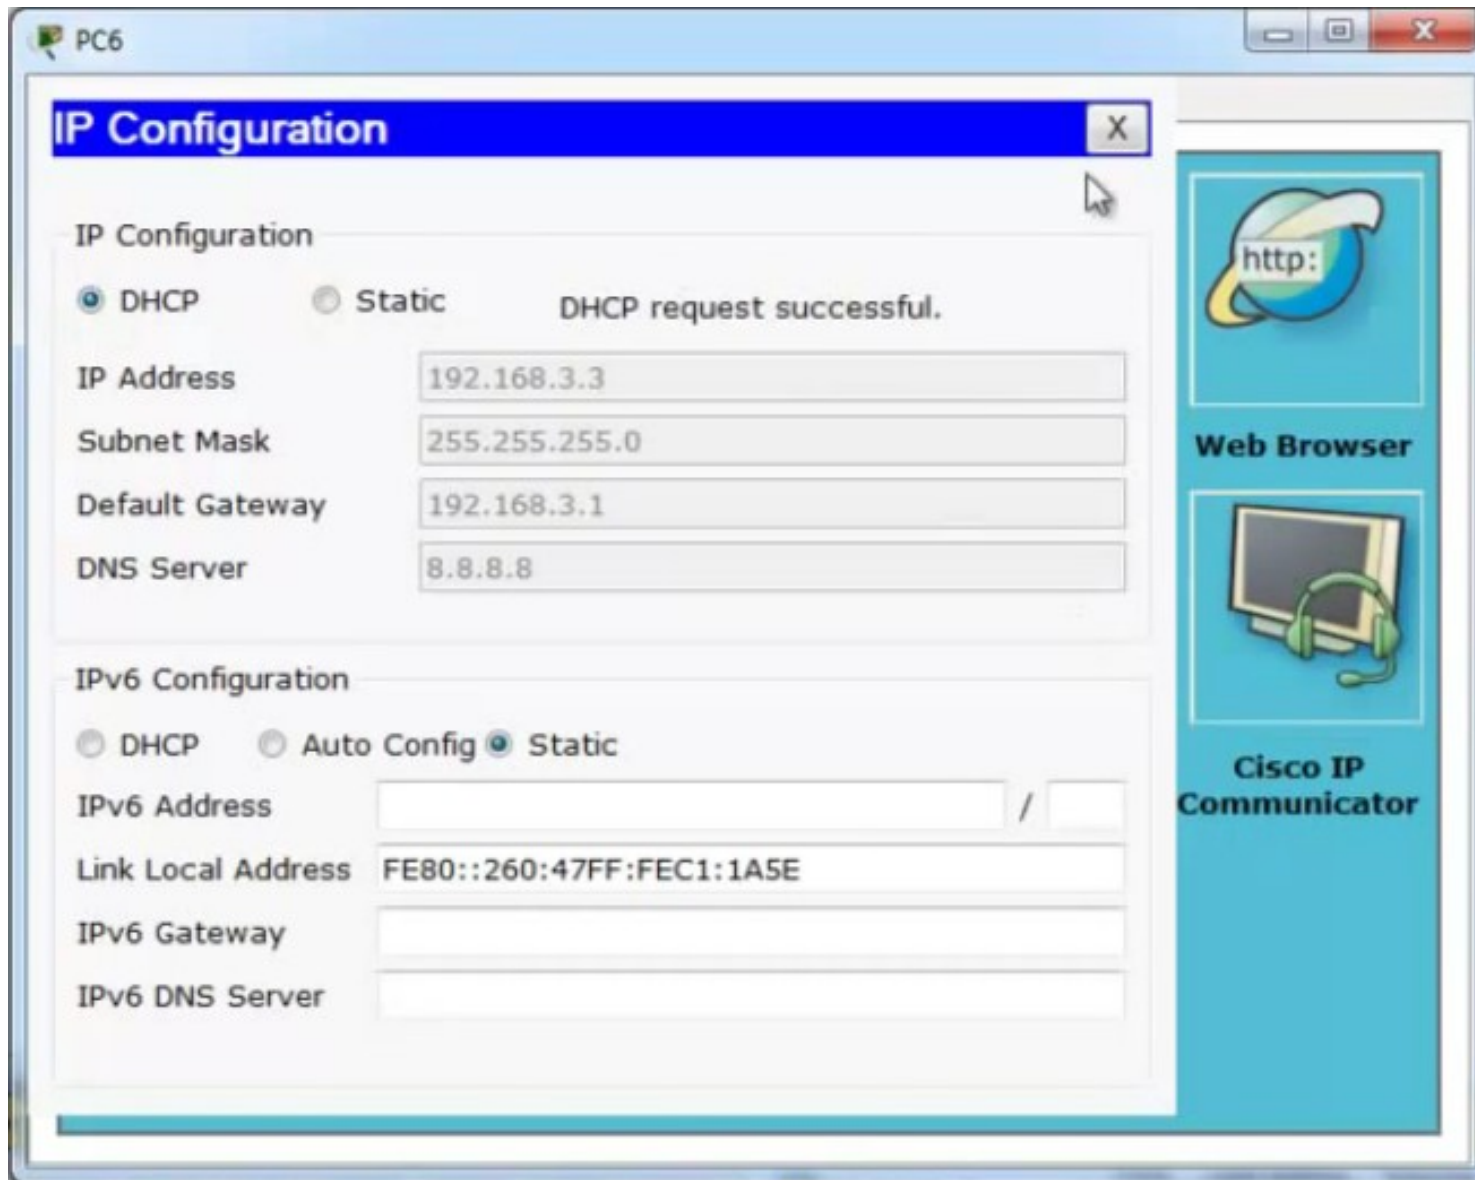 PC6
IP Configuration
X
IP Configuration
DHCP
Static
DHCP request successful.
IP Address
192.168.3.3
Subnet Mask
255.255.255.0
Default Gateway
192.168.3.1
DNS Server
8.8.8.8
IPv6 Configuration
DHCP
Auto Config
Static
IPv6 Address
/
Link Local Address
FE80::260:47FF:FEC1:1A5E
IPv6 Gateway
IPv6 DNS Server
http:
Web Browser
Cisco IP
Communicator